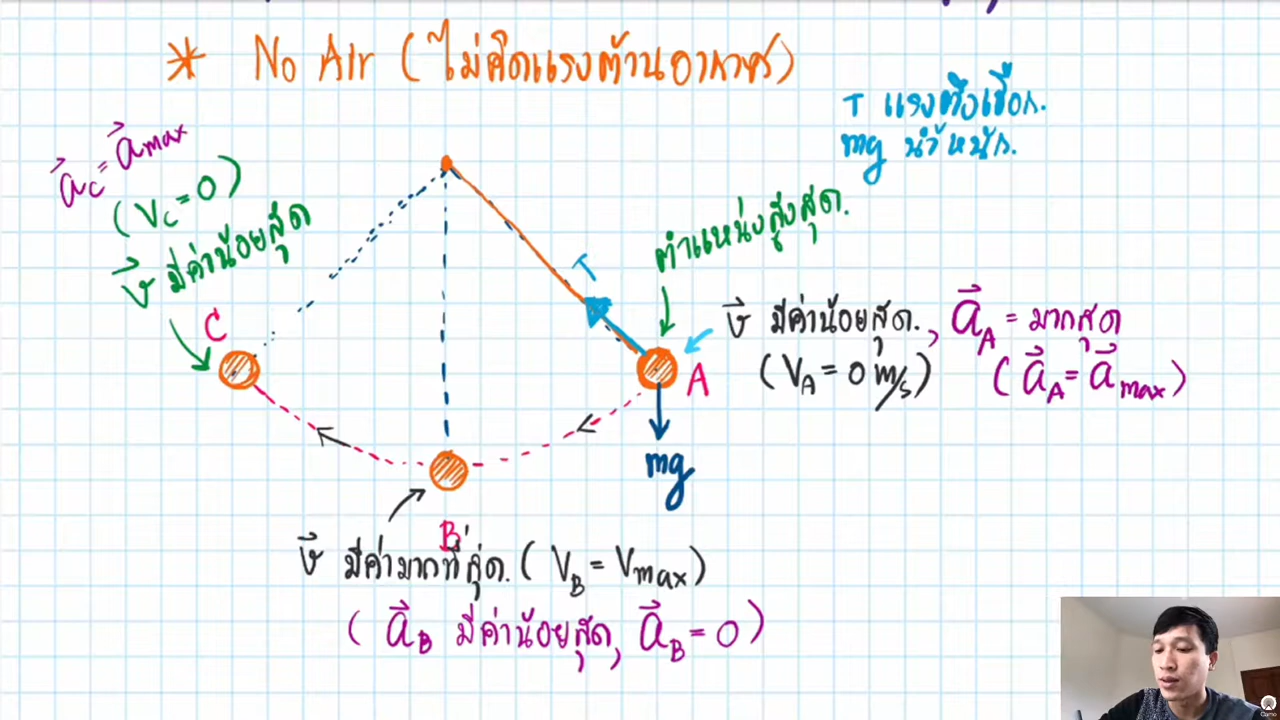 * No Air (ไม่คิดแรงต้านอากาศ)
T แรงตึงเชือก.
mg น้ำหนัก.
a⃗C = a⃗max
(VC = 0)
v⃗ มีค่าน้อยสุด
ตำแหน่งสูงสุด.
T
C
A
v⃗ มีค่าน้อยสุด., a⃗A = มากสุด
(VA = 0 m/s) (a⃗A = a⃗max)
mg
B
v⃗ มีค่ามากที่สุด. (VB = Vmax)
(a⃗B มีค่าน้อยสุด, a⃗B = 0)
Camo